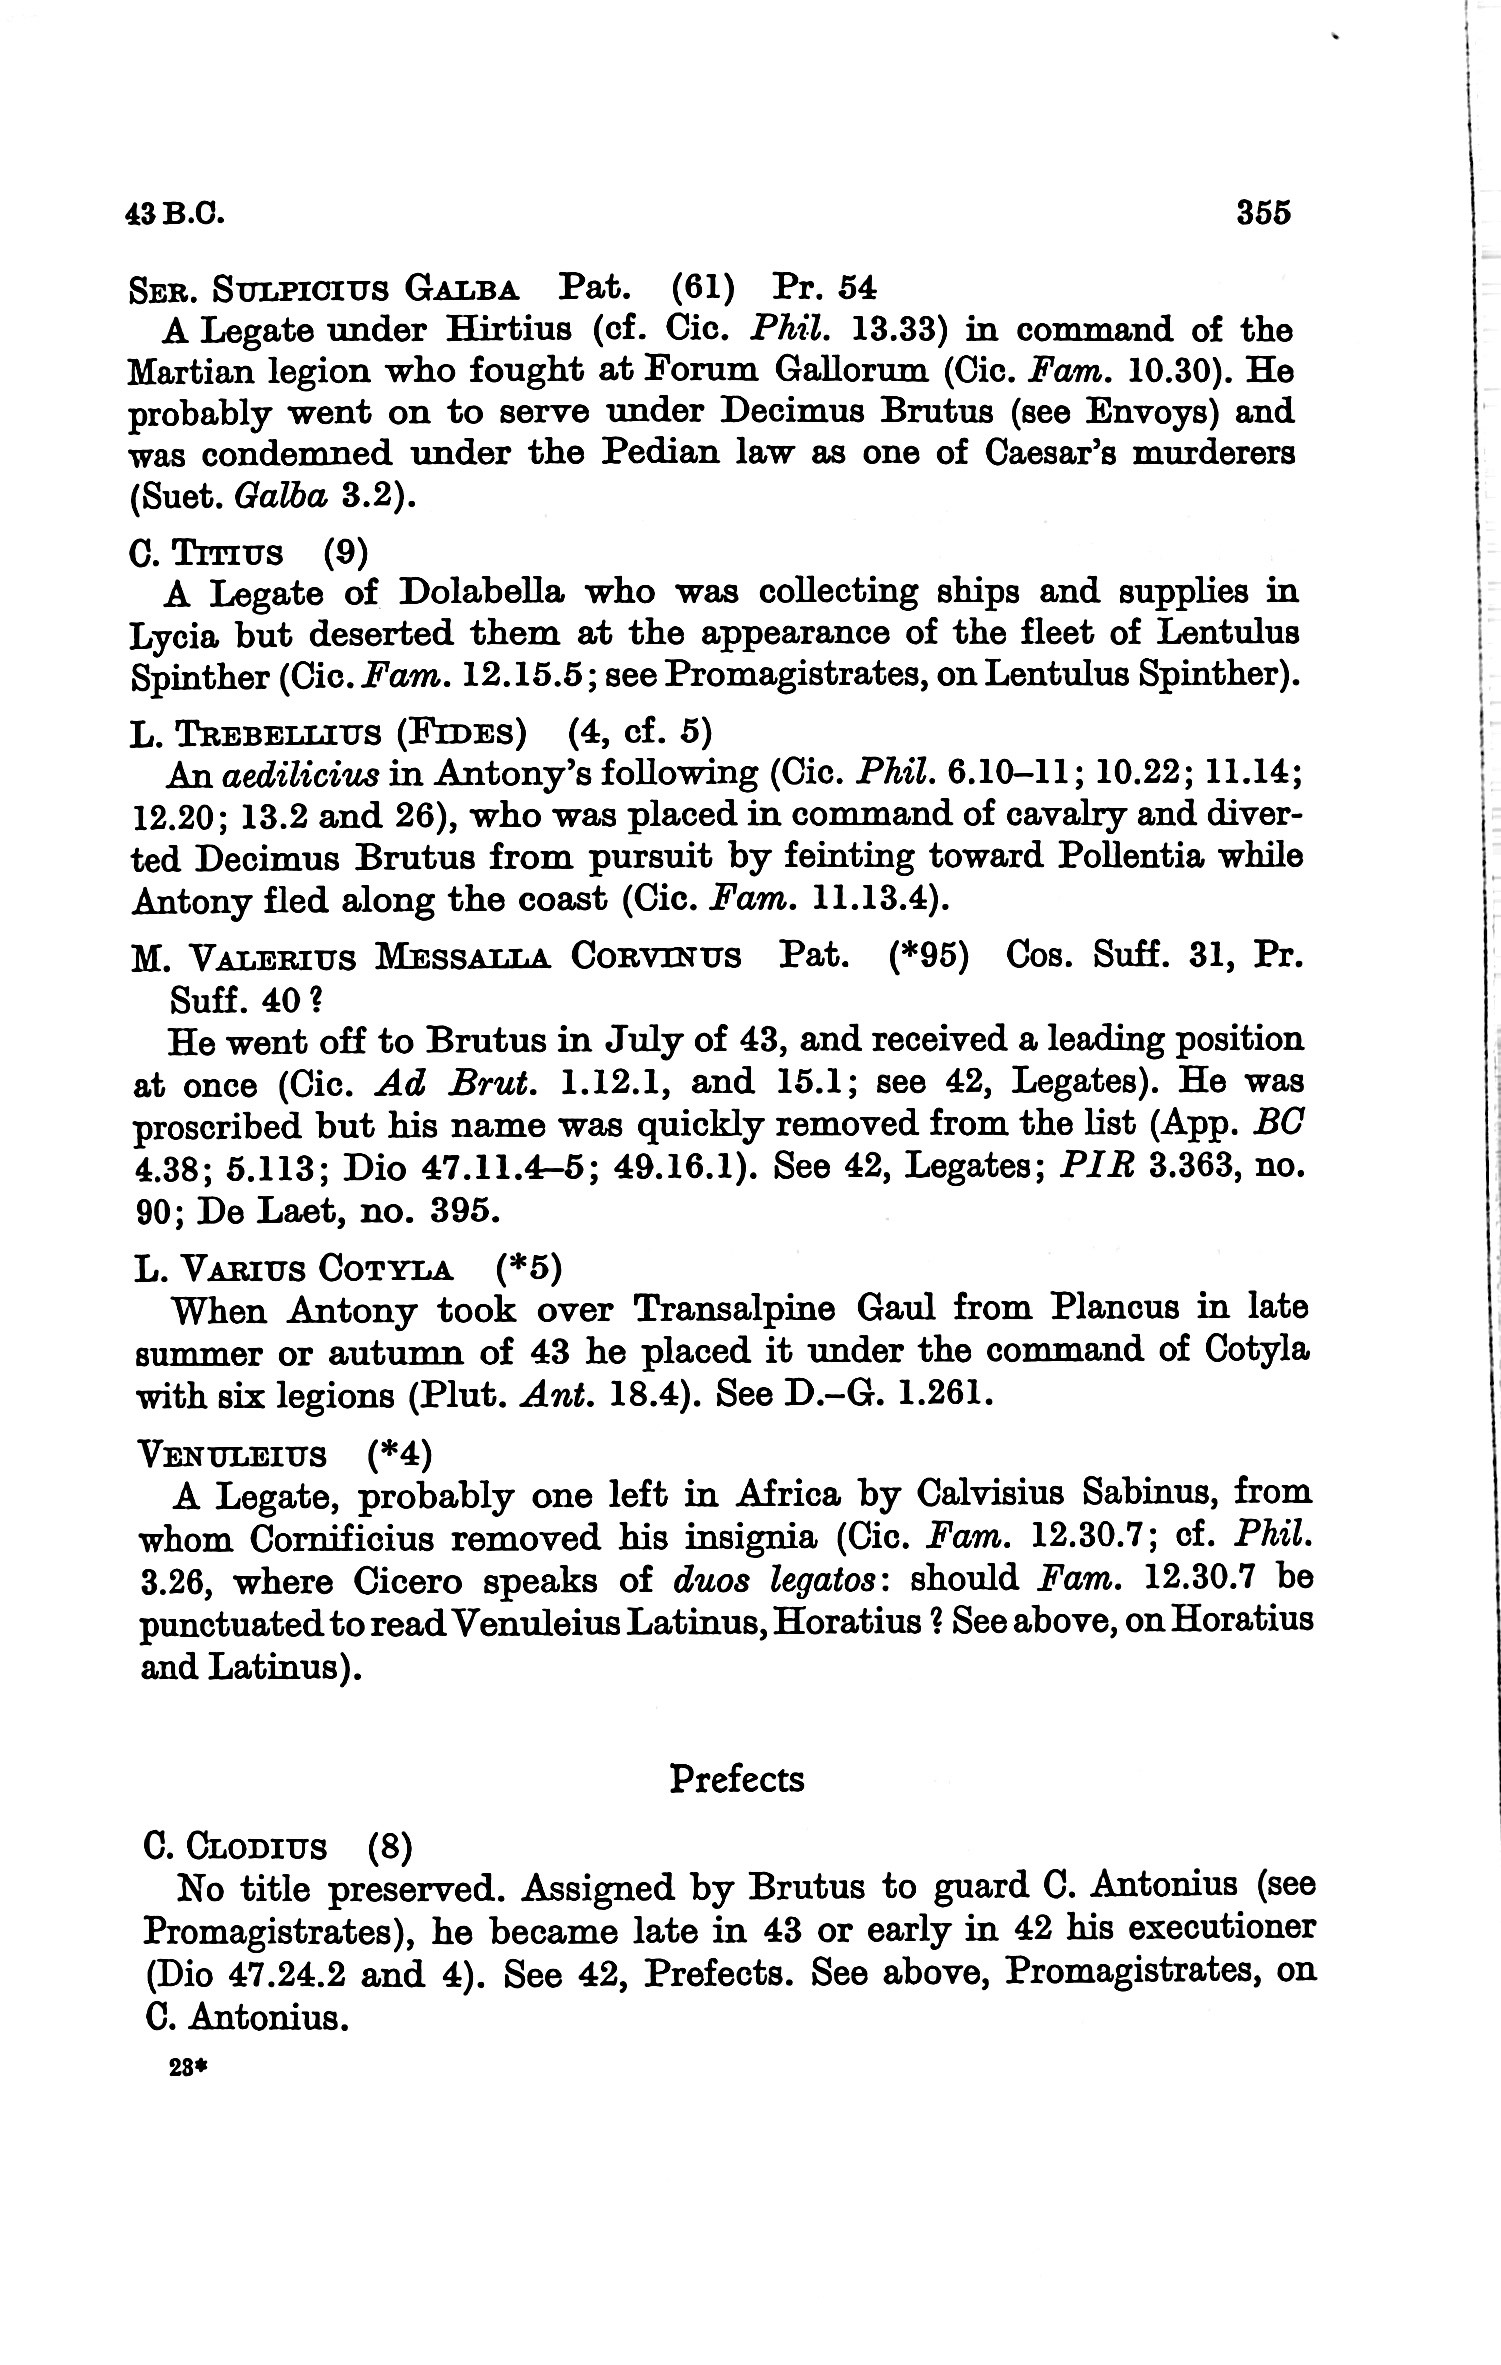 43 B.C. 355
SER. SULPICIUS GALBA Pat. (61) Pr. 54
A Legate under Hirtius (cf. Cic. Phil. 13.33) in command of the
Martian legion who fought at Forum Gallorum (Cic. Fam. 10.30). He
probably went on to serve under Decimus Brutus (see Envoys) and
was condemned under the Pedian law as one of Caesar's murderers
(Suet. Galba 3.2).
C. TITIUS (9)
A Legate of Dolabella who was collecting ships and supplies in
Lycia but deserted them at the appearance of the fleet of Lentulus
Spinther (Cic. Fam. 12.15.5; see Promagistrates, on Lentulus Spinther).
L. TREBELLIUS (FIDES) (4, cf. 5)
An aedilicius in Antony's following (Cic. Phil. 6.10–11; 10.22; 11.14;
12.20; 13.2 and 26), who was placed in command of cavalry and diver-
ted Decimus Brutus from pursuit by feinting toward Pollentia while
Antony fled along the coast (Cic. Fam. 11.13.4).
M. VALERIUS MESSALLA CORVINUS Pat. (*95) Cos. Suff. 31, Pr.
Suff. 40?
He went off to Brutus in July of 43, and received a leading position
at once (Cic. Ad Brut. 1.12.1, and 15.1; see 42, Legates). He was
proscribed but his name was quickly removed from the list (App. BC
4.38; 5.113; Dio 47.11.4–5; 49.16.1). See 42, Legates; PIR 3.363, no.
90; De Laet, no. 395.
L. VARIUS COTYLA (*5)
When Antony took over Transalpine Gaul from Plancus in late
summer or autumn of 43 he placed it under the command of Cotyla
with six legions (Plut. Ant. 18.4). See D.–G. 1.261.
VENULEIUS (*4)
A Legate, probably one left in Africa by Calvisius Sabinus, from
whom Cornificius removed his insignia (Cic. Fam. 12.30.7; cf. Phil.
3.26, where Cicero speaks of duos legatos: should Fam. 12.30.7 be
punctuated to read Venuleius Latinus, Horatius? See above, on Horatius
and Latinus).
Prefects
C. CLODIUS (8)
No title preserved. Assigned by Brutus to guard C. Antonius (see
Promagistrates), he became late in 43 or early in 42 his executioner
(Dio 47.24.2 and 4). See 42, Prefects. See above, Promagistrates, on
C. Antonius.
23*